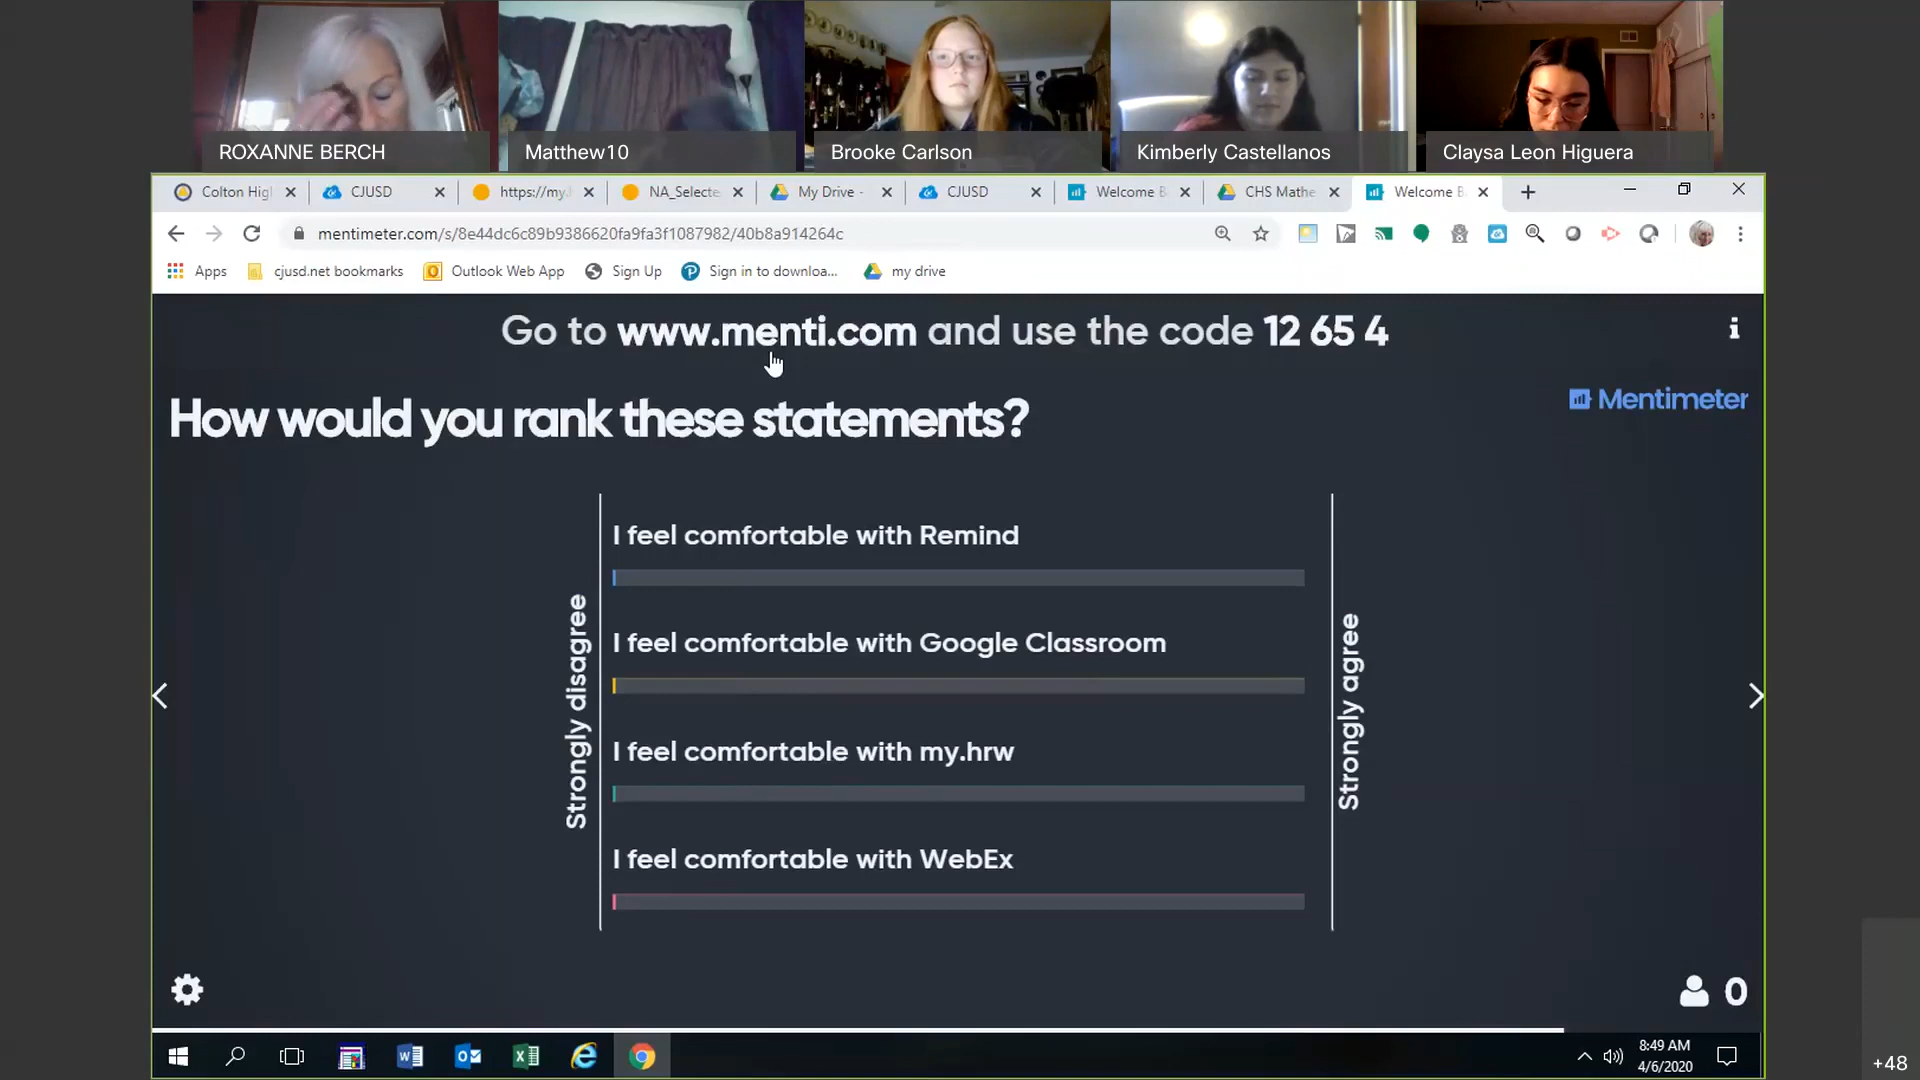 ROXANNE BERCH
Matthew10
Brooke Carlson
Kimberly Castellanos
Claysa Leon Higuera
Colton Hig
CJUSD
https://my.
NA_Selecte
My Drive -
CJUSD
Welcome B
CHS Mathe
Welcome B
mentimeter.com/s/8e44dc6c89b9386620fa9fa3f1087982/40b8a914264c
Apps
cjusd.net bookmarks
Outlook Web App
Sign Up
Sign in to downloa...
my drive
Go to www.menti.com and use the code 12 65 4
How would you rank these statements?
Mentimeter
Strongly disagree
I feel comfortable with Remind
I feel comfortable with Google Classroom
I feel comfortable with my.hrw
I feel comfortable with WebEx
Strongly agree
0
8:49 AM
4/6/2020
+48